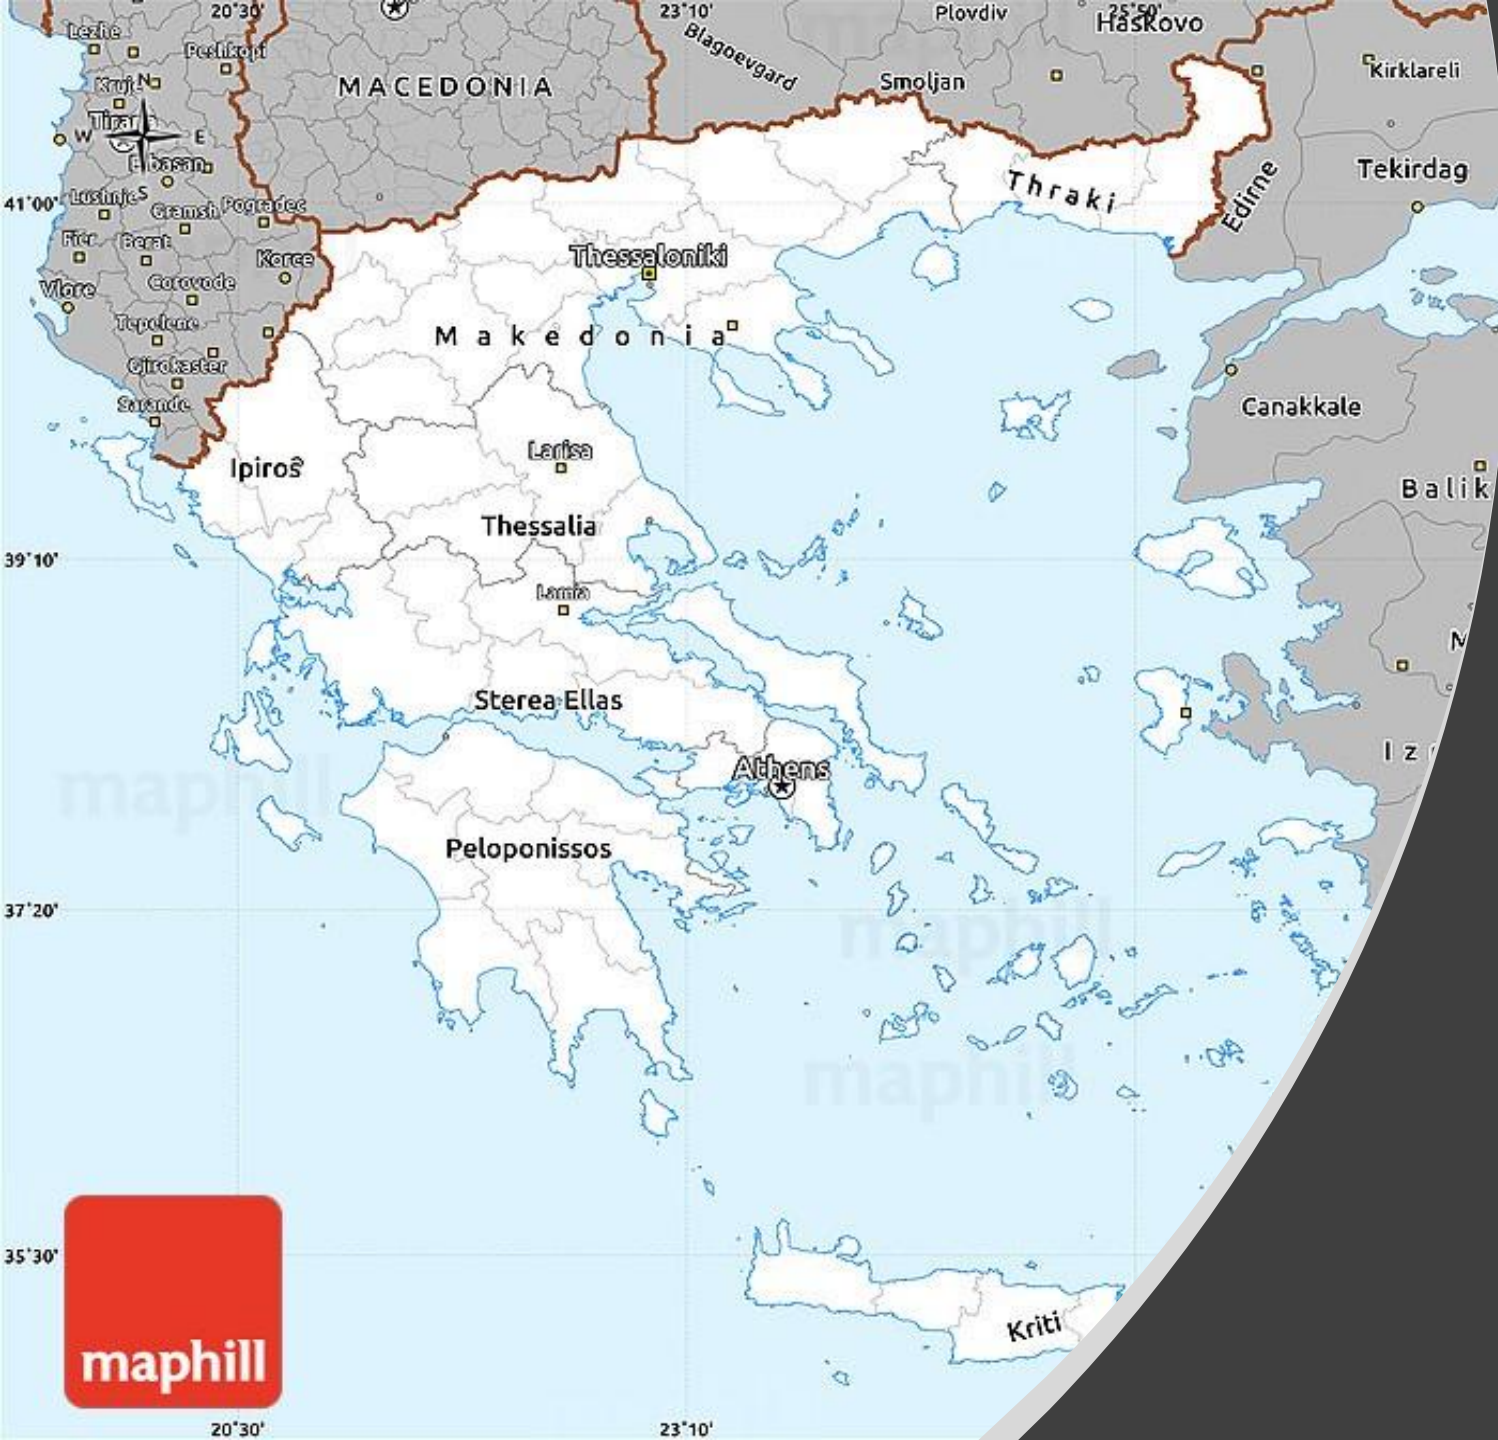 20°30'
23°10'
25°50'
Plovdiv
Haskovo
Lezhe
Peshkopi
Blagoevgard
MACEDONIA
Smoljan
Kirklareli
Kruje
N
Tirana
W
E
Elbasan
Tekirdag
Lushnje
S
Gramsh
Pogradec
41°00'
Thraki
Edirne
Fier
Berat
Korce
Thessaloniki
Vlore
Corovode
Tepelene
Makedonia
Gjirokaster
Sarande
Canakkale
Ipiros
Larisa
Balik
Thessalia
39°10'
Lamia
M
Sterea Ellas
Iz
Athens
maphill
Peloponissos
37°20'
maphill
maphill
35°30'
Kriti
maphill
20°30'
23°10'